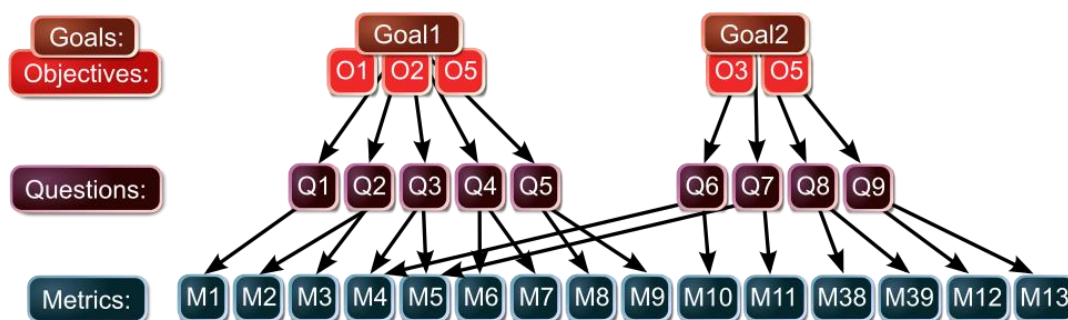 Goals: Goal1 Goal2
Objectives: O1 O2 O5 O3 O5
Questions: Q1 Q2 Q3 Q4 Q5 Q6 Q7 Q8 Q9
Metrics: M1 M2 M3 M4 M5 M6 M7 M8 M9 M10 M11 M38 M39 M12 M13